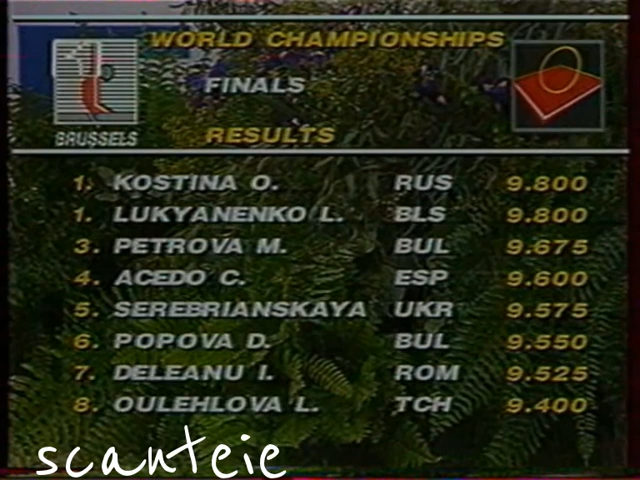 WORLD CHAMPIONSHIPS
FINALS
BRUSSELS
RESULTS
1. KOSTINA O. RUS 9.800
1. LUKYANENKO L. BLS 9.800
3. PETROVA M. BUL 9.675
4. ACEDO C. ESP 9.600
5. SEREBRIANSKAYA UKR 9.575
6. POPOVA D. BUL 9.550
7. DELEANU I. ROM 9.525
8. OULEHLOVA L. TCH 9.400
scanteie